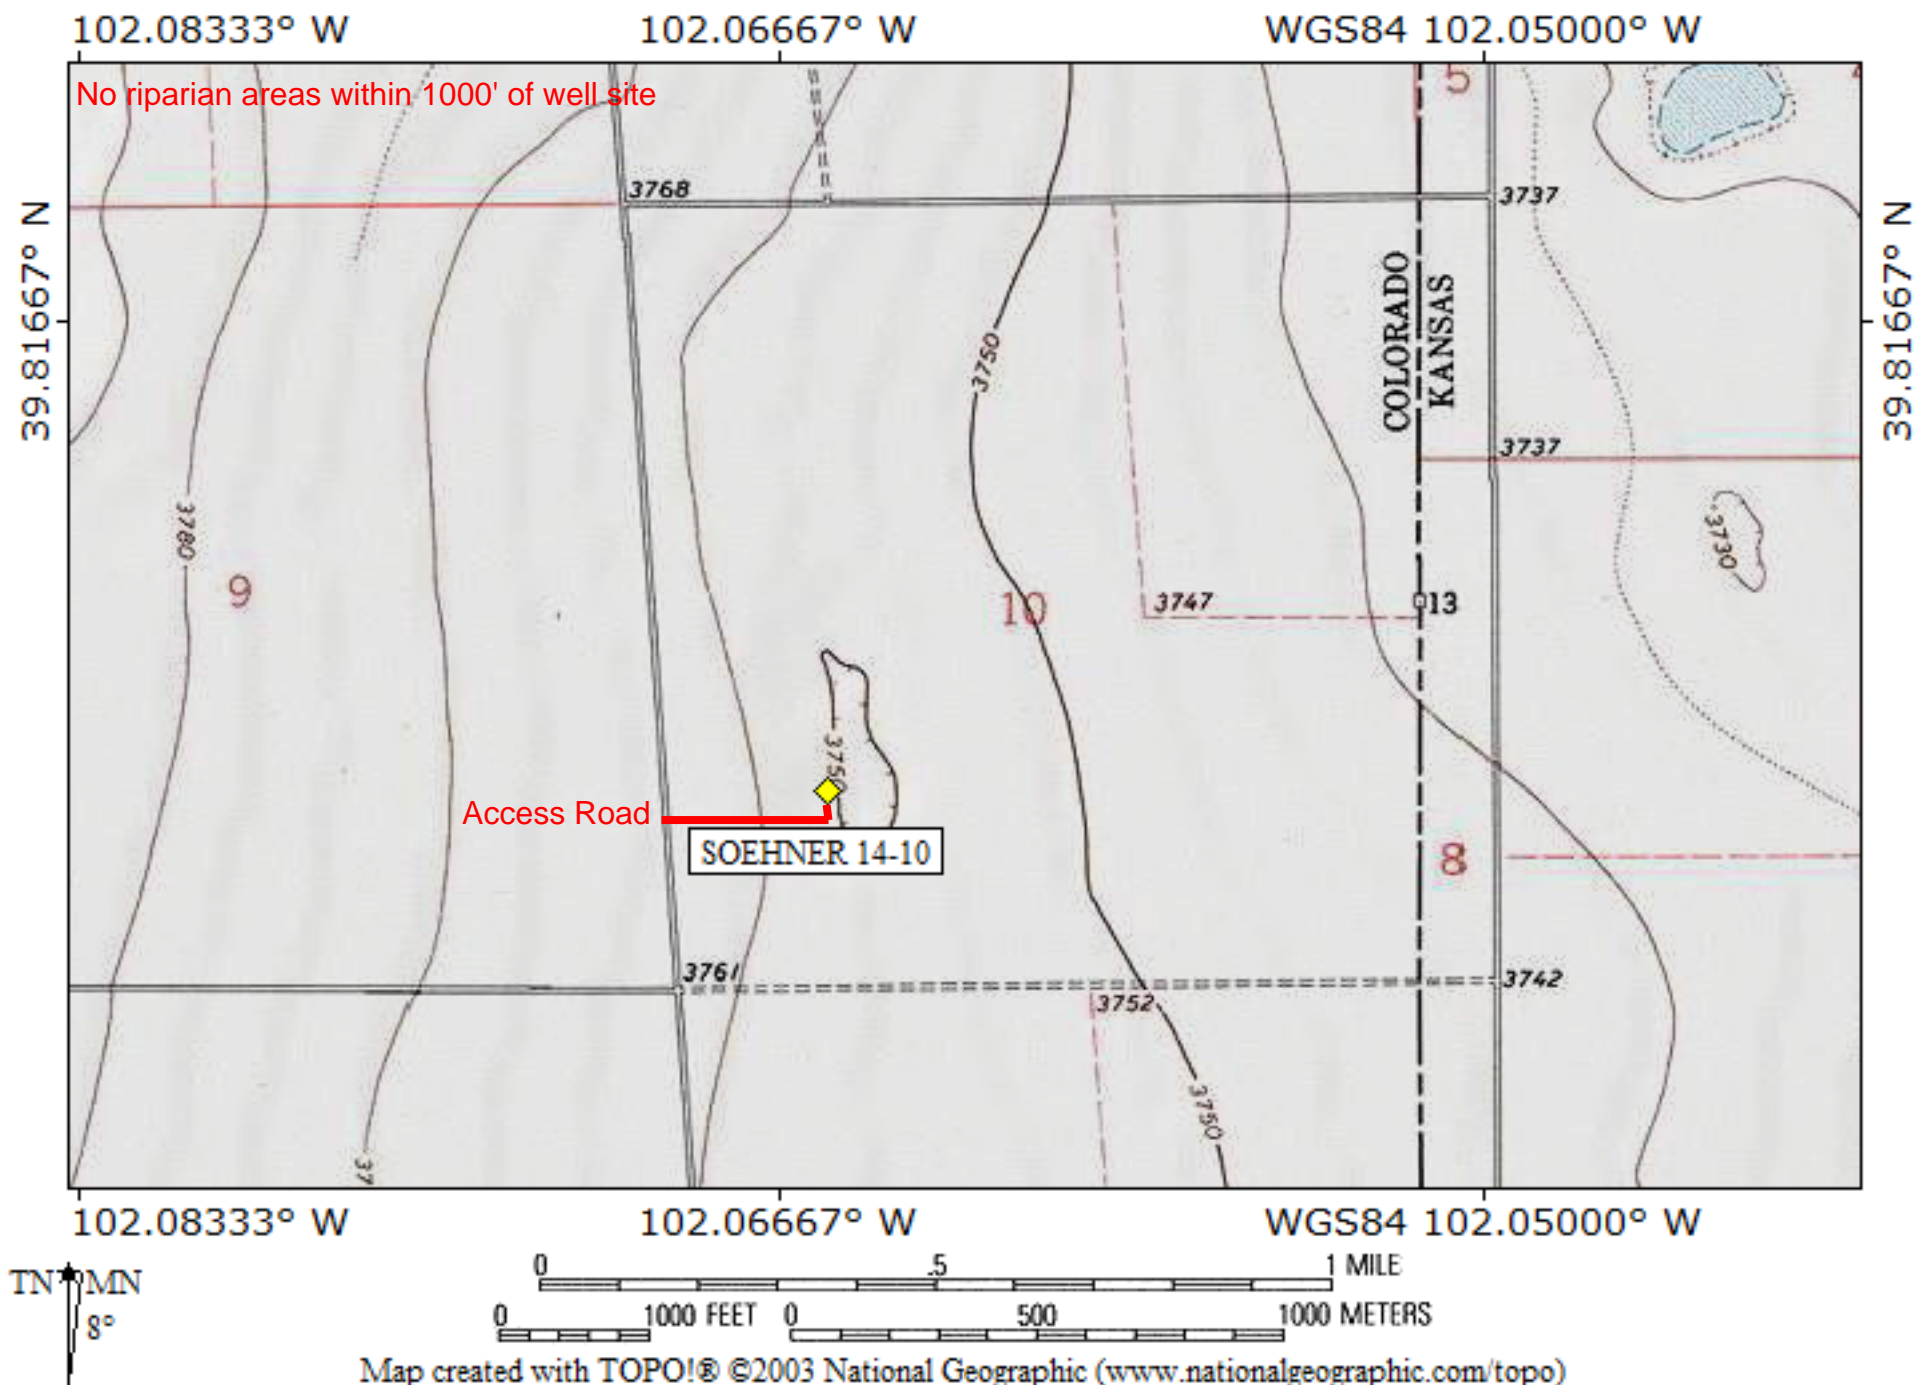 102.08333° W
102.06667° W
WGS84 102.05000° W
No riparian areas within 1000' of well site
5
3768
3737
39.81667° N
39.81667° N
COLORADO
KANSAS
3750
3737
3780
3730
9
10
3747
13
3750
Access Road
SOEHNER 14-10
8
3761
3742
3752
3750
37
102.08333° W
102.06667° W
WGS84 102.05000° W
TN MN
8°
0 .5 1 MILE
0 1000 FEET 0 500 1000 METERS
Map created with TOPO!® ©2003 National Geographic (www.nationalgeographic.com/topo)